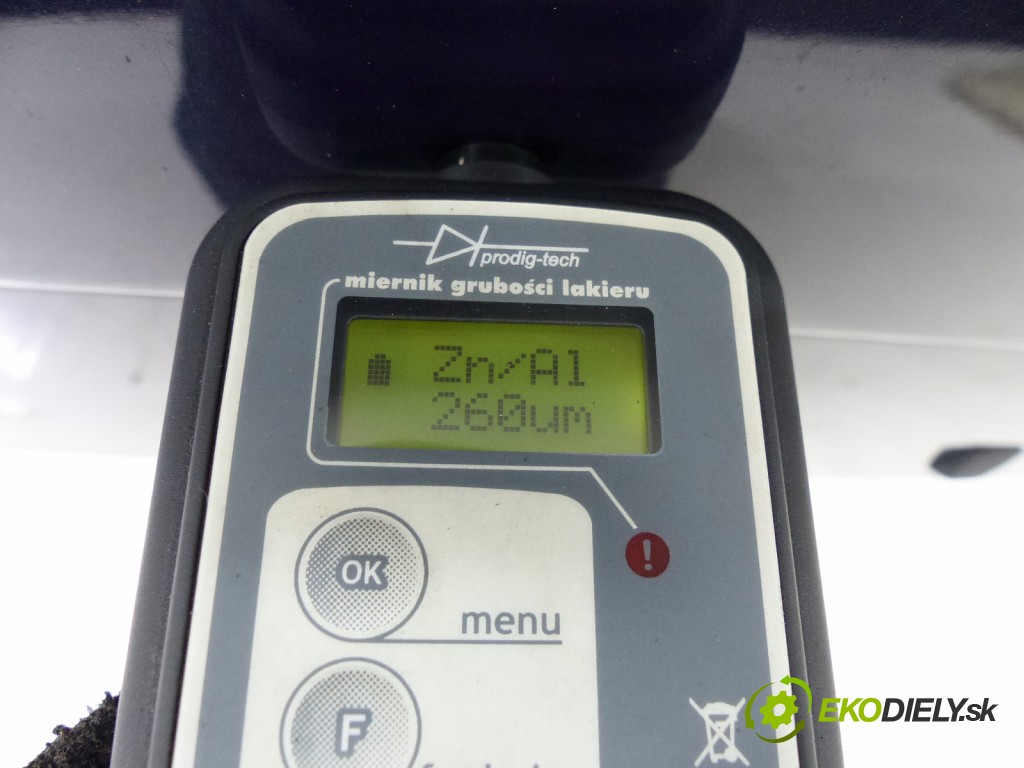 prodig-tech
miernik grubości lakieru
Zn/Al
260um
!
OK
menu
F
EKODIELY.sk